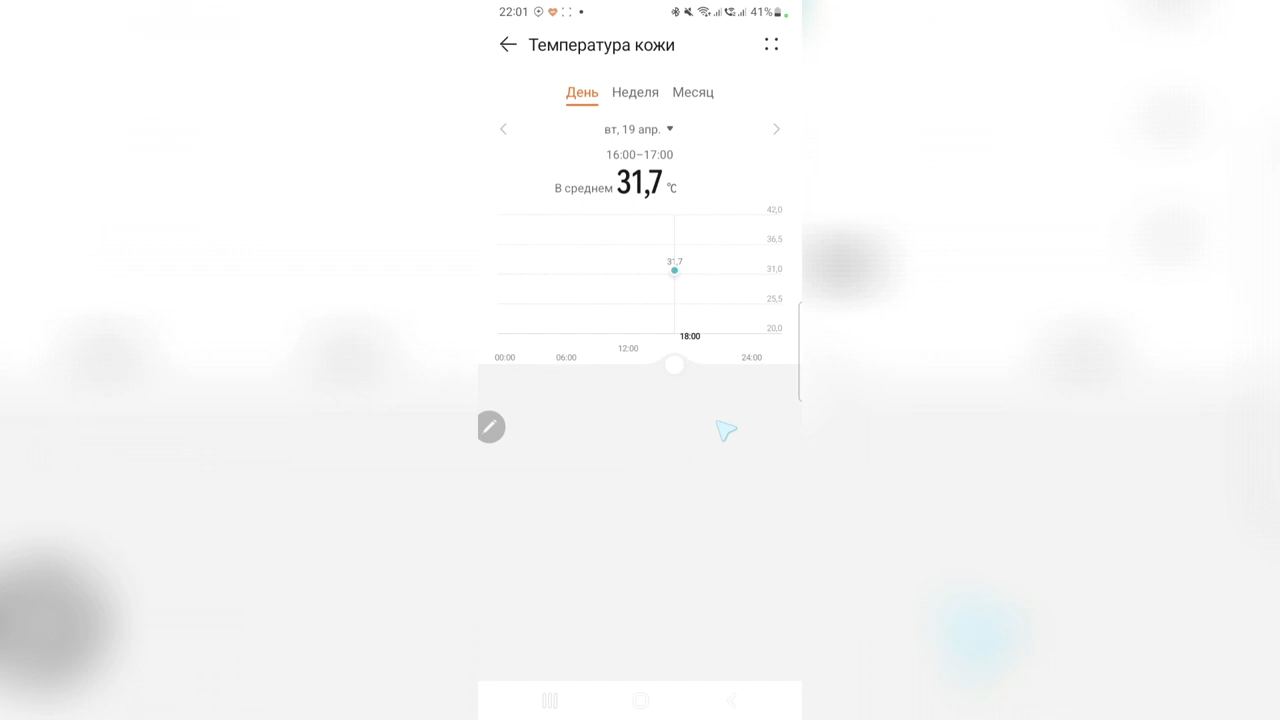 22:01 41%
Температура кожи
День Неделя Месяц
вт, 19 апр.
16:00–17:00
В среднем 31,7 °C
42,0
36,5
31,7
31,0
25,5
20,0
18:00
12:00
00:00 06:00 24:00